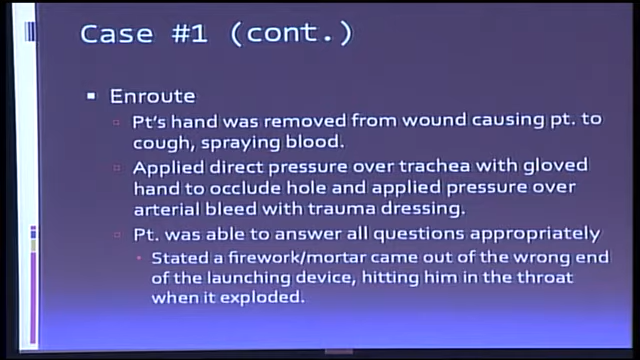 Case #1 (cont.)
Enroute
Pt's hand was removed from wound causing pt. to
cough, spraying blood.
Applied direct pressure over trachea with gloved
hand to occlude hole and applied pressure over
arterial bleed with trauma dressing.
Pt. was able to answer all questions appropriately
Stated a firework/mortar came out of the wrong end
of the launching device, hitting him in the throat
when it exploded.